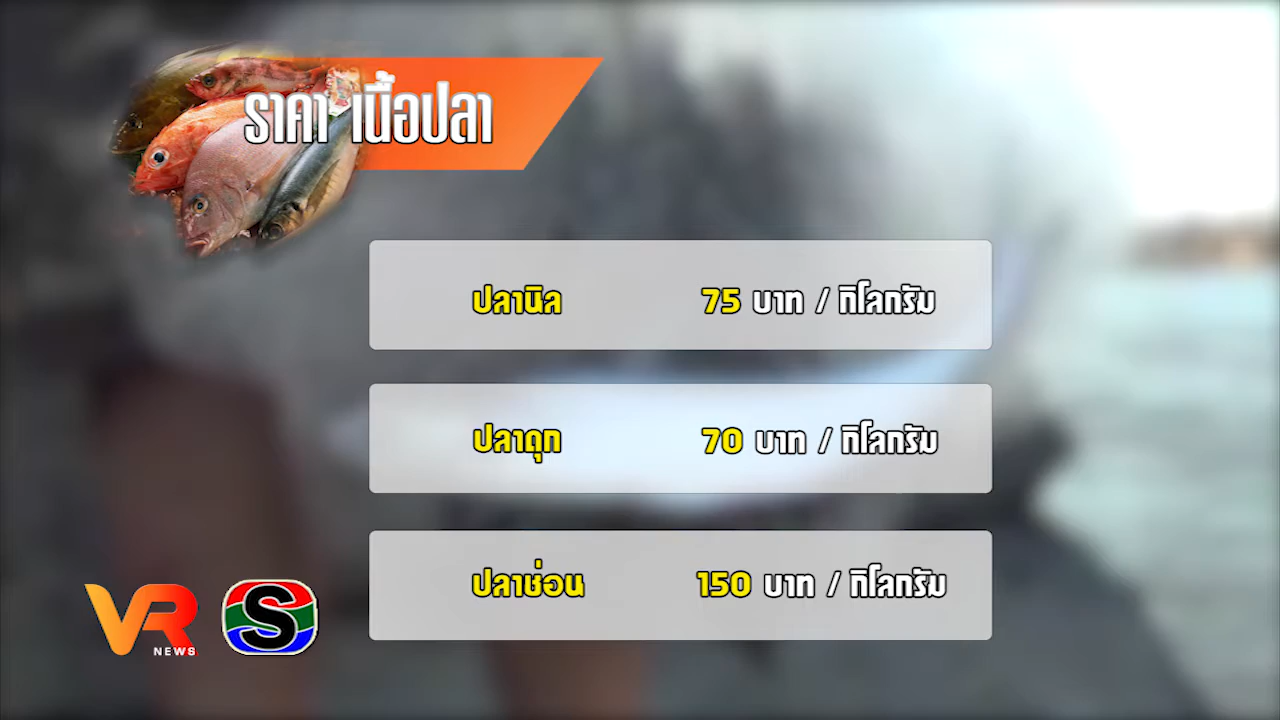 ราคา เนื้อปลา
ปลานิล 75 บาท / กิโลกรัม
ปลาดุก 70 บาท / กิโลกรัม
ปลาช่อน 150 บาท / กิโลกรัม
VR NEWS
S